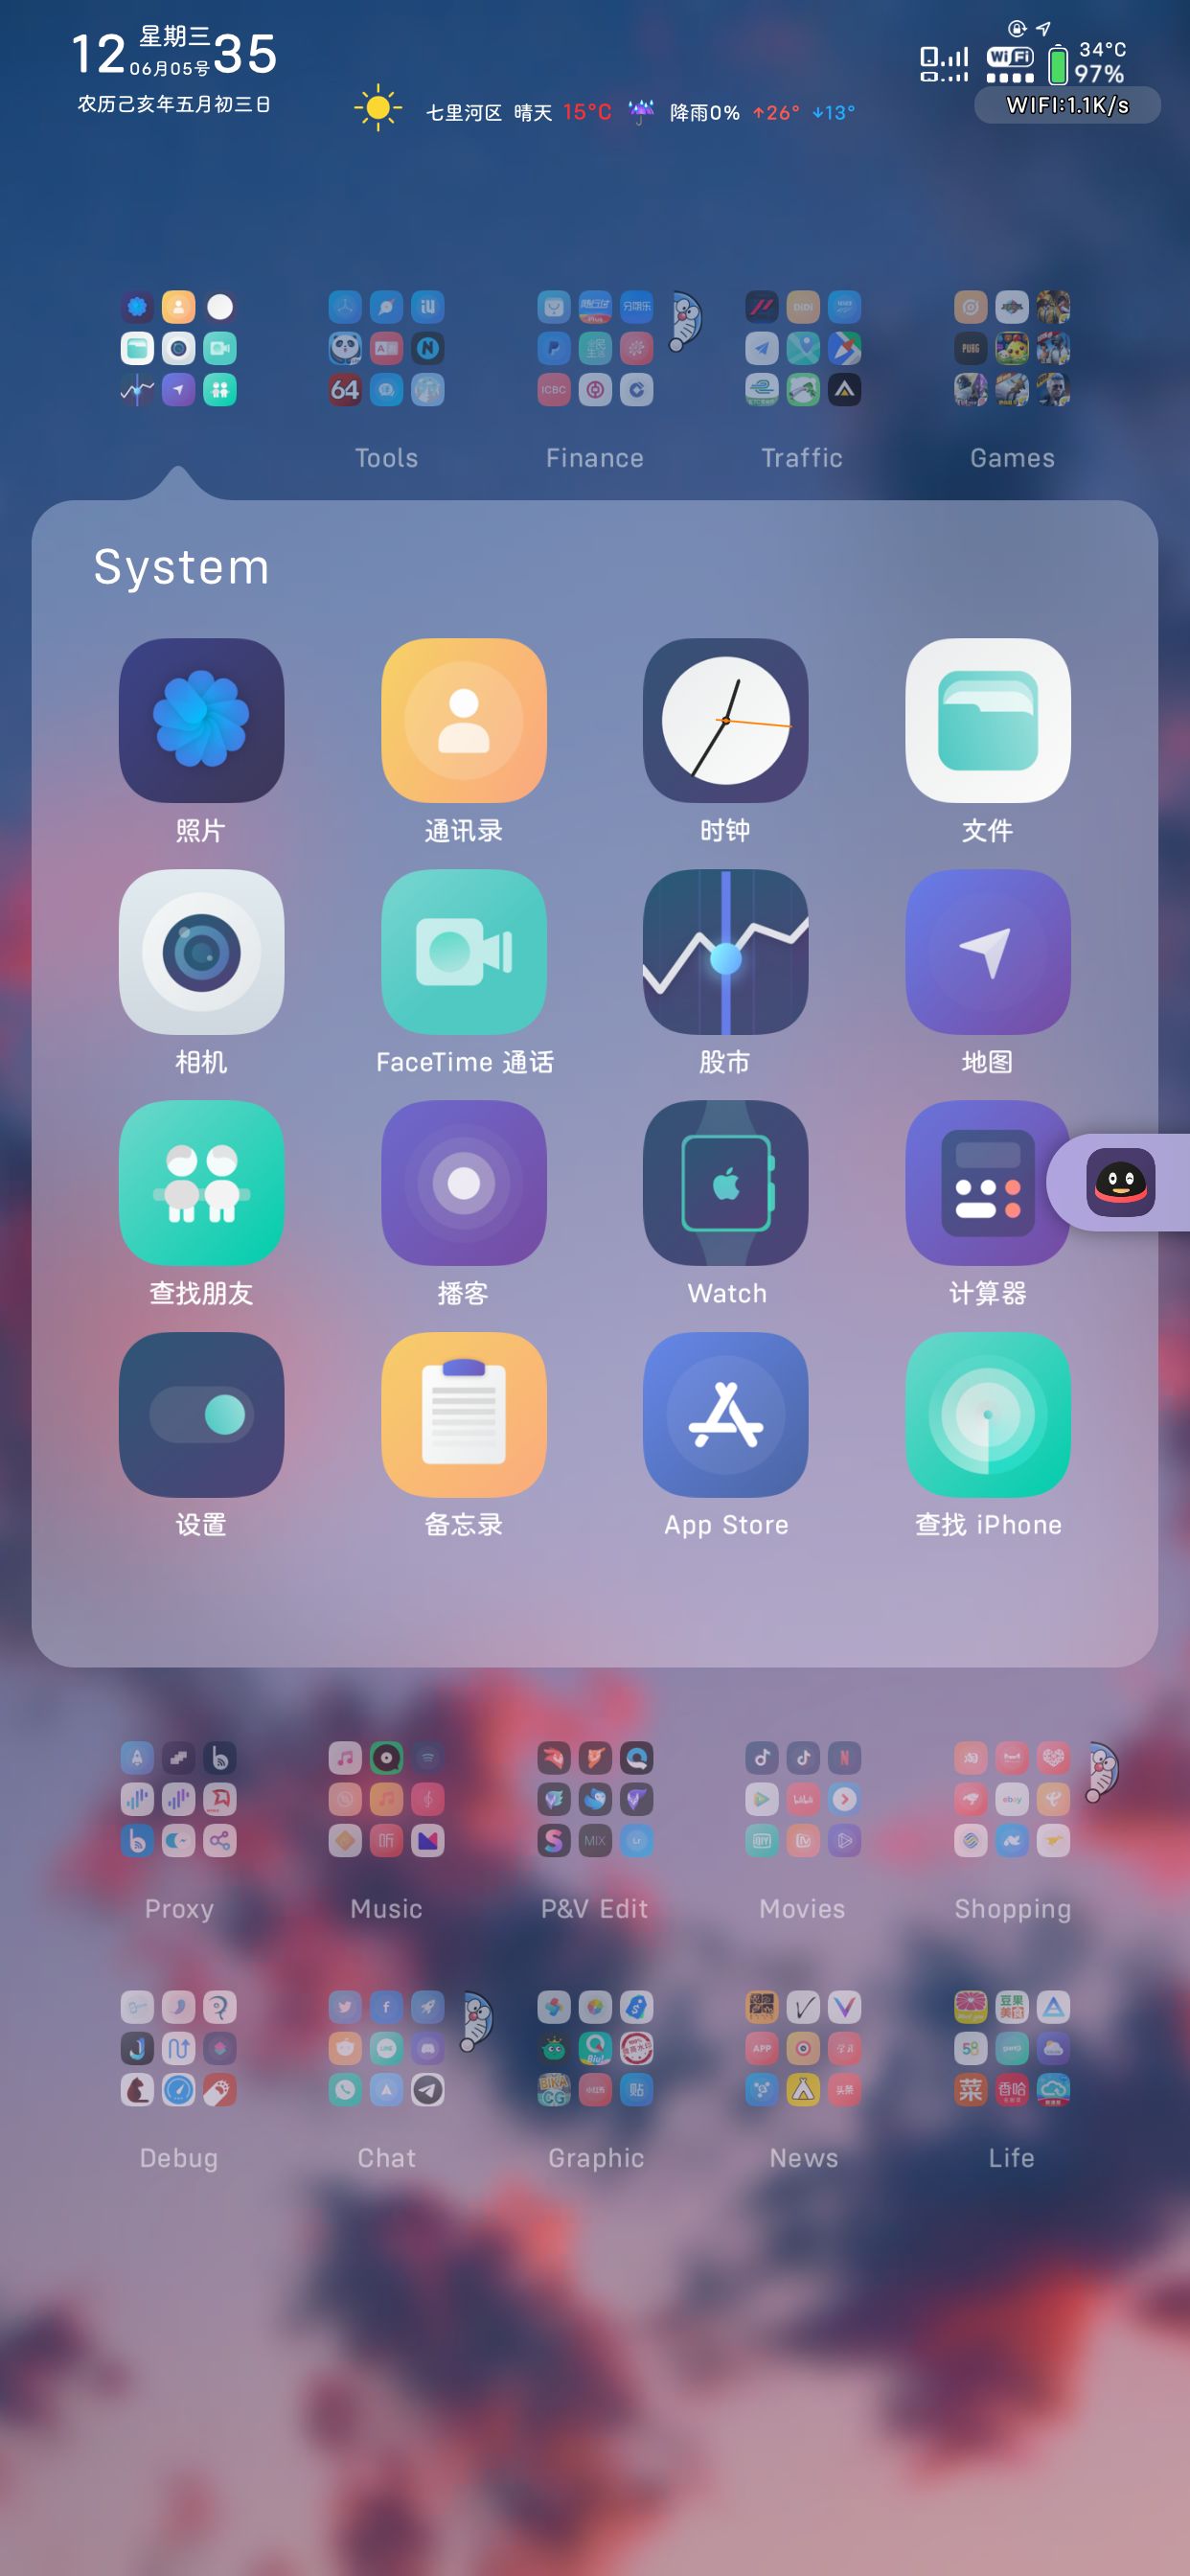 12 星期三 35
06月05号
农历己亥年五月初三日
34°C
WiFi 97%
WIFI:1.1K/s
七里河区 晴天 15°C 降雨0% ↑26° ↓13°
Tools Finance Traffic Games
System
照片 通讯录 时钟 文件
相机 FaceTime 通话 股市 地图
查找朋友 播客 Watch 计算器
设置 备忘录 App Store 查找 iPhone
Proxy Music P&V Edit Movies Shopping
Debug Chat Graphic News Life